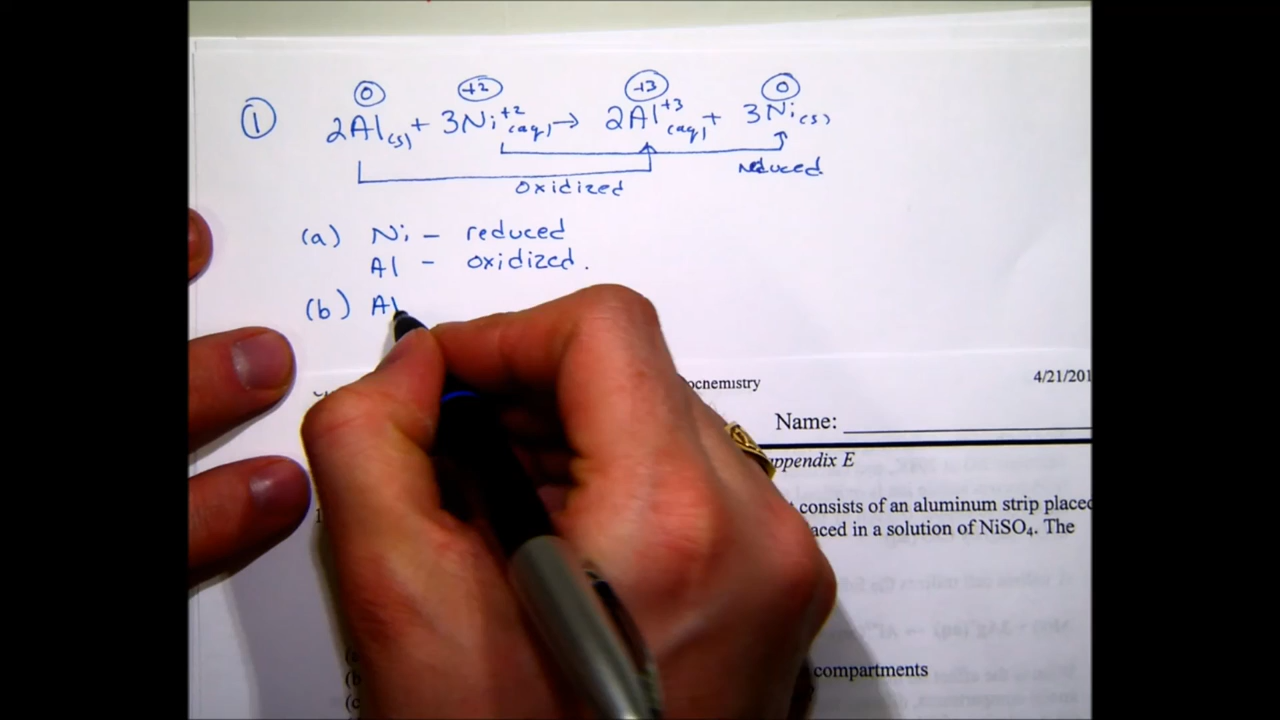 0 +2 +3 0
① 2Al(s) + 3Ni⁺²(aq) → 2Al⁺³(aq) + 3Ni(s)
reduced
oxidized
(a) Ni – reduced
Al – oxidized.
(b) Al
4/21/201
Name:
ppendix E
consists of an aluminum strip placed
aced in a solution of NiSO₄. The
compartments
(b
(c